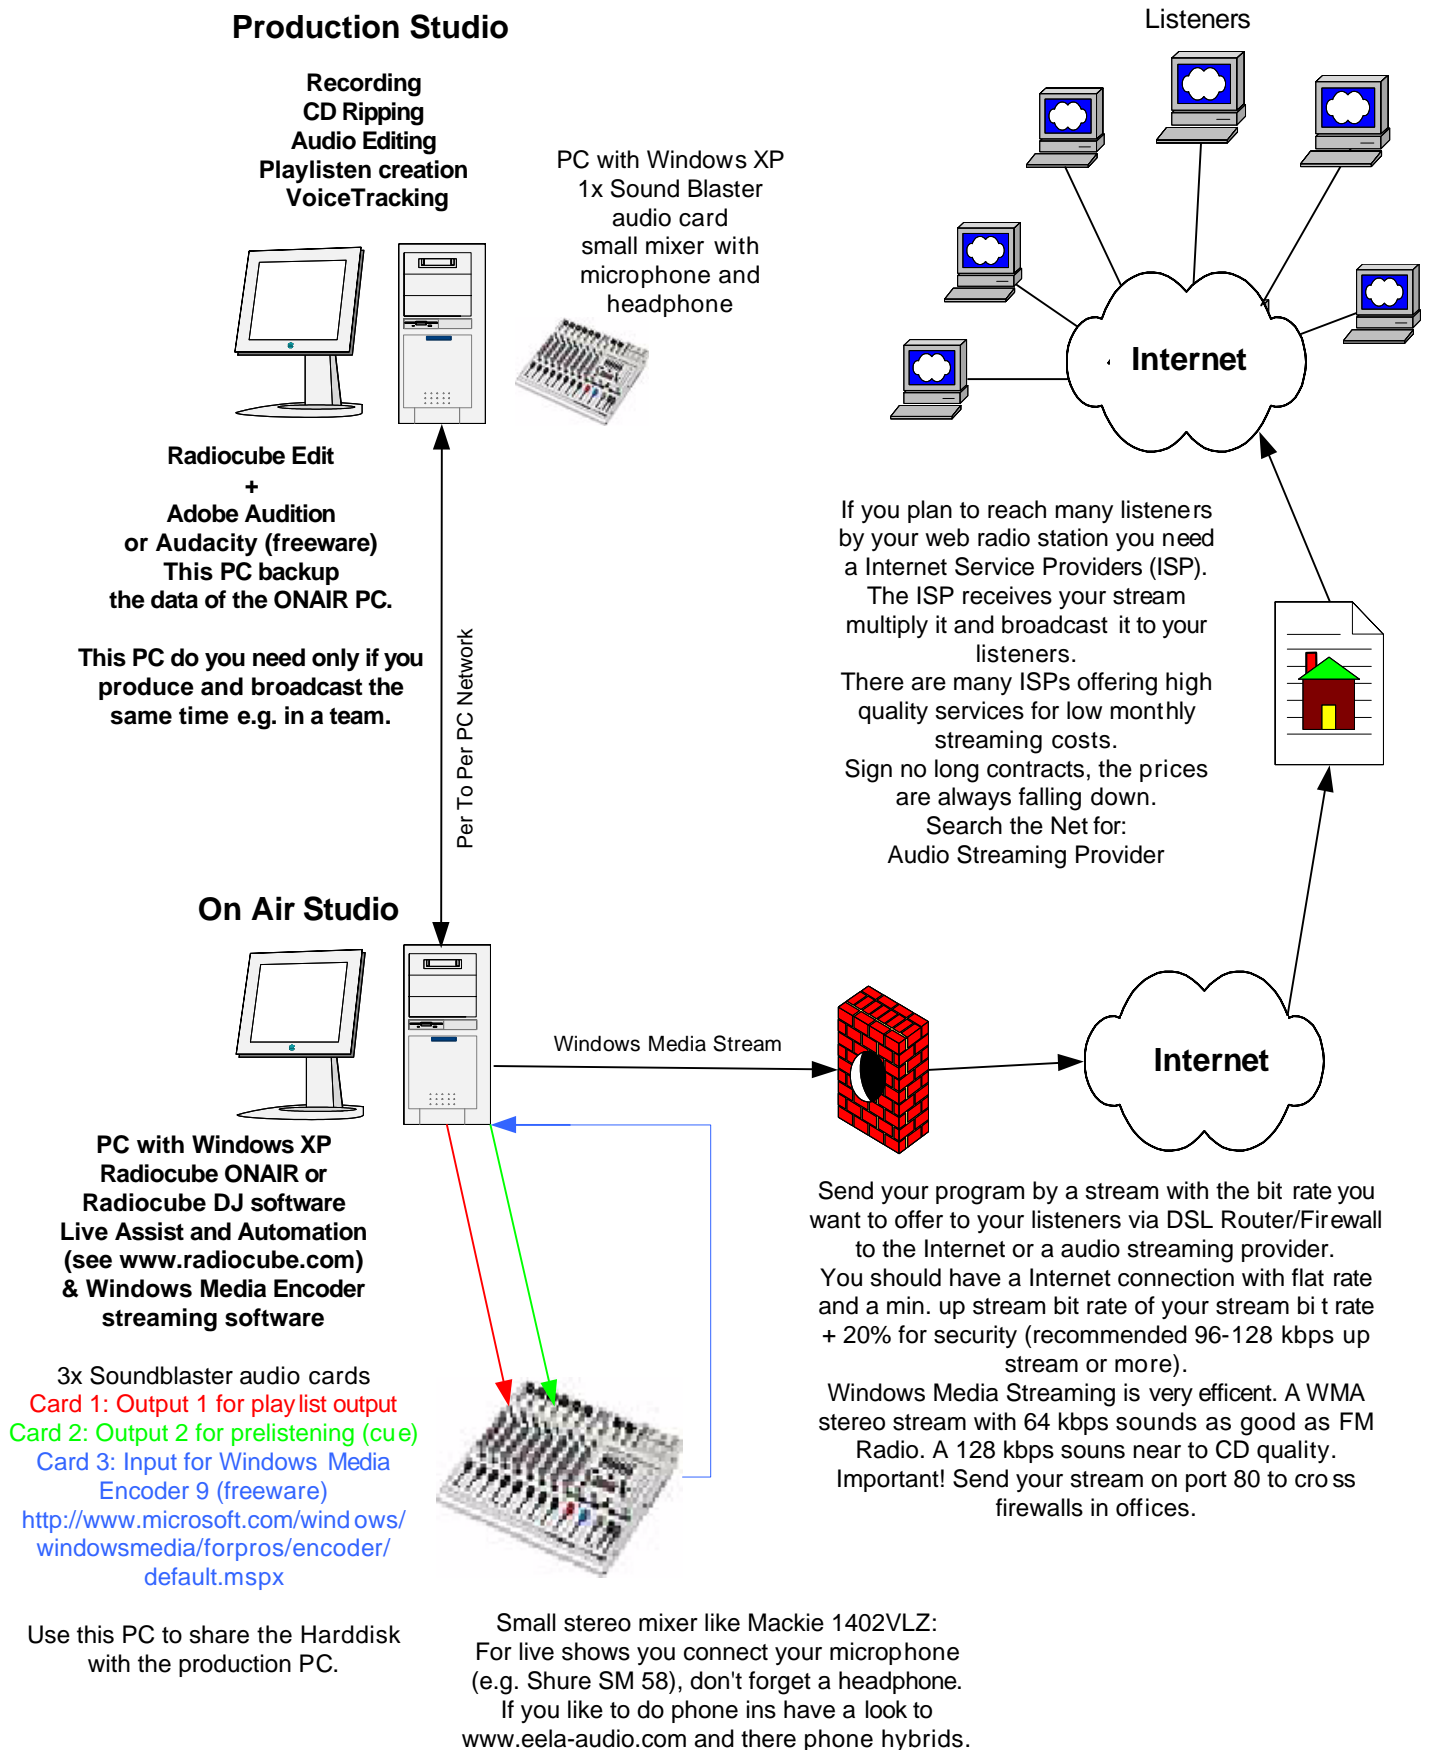 Production Studio
Recording
CD Ripping
Audio Editing
Playlisten creation
VoiceTracking
PC with Windows XP
1x Sound Blaster
audio card
small mixer with
microphone and
headphone
Radiocube Edit
+
Adobe Audition
or Audacity (freeware)
This PC backup
the data of the ONAIR PC.
This PC do you need only if you
produce and broadcast the
same time e.g. in a team.
Per To Per PC Network
Listeners
Internet
If you plan to reach many listeners
by your web radio station you need
a Internet Service Providers (ISP).
The ISP receives your stream
multiply it and broadcast it to your
listeners.
There are many ISPs offering high
quality services for low monthly
streaming costs.
Sign no long contracts, the prices
are always falling down.
Search the Net for:
Audio Streaming Provider
On Air Studio
Windows Media Stream
Internet
PC with Windows XP
Radiocube ONAIR or
Radiocube DJ software
Live Assist and Automation
(see www.radiocube.com)
& Windows Media Encoder
streaming software
3x Soundblaster audio cards
Card 1: Output 1 for playlist output
Card 2: Output 2 for prelistening (cue)
Card 3: Input for Windows Media
Encoder 9 (freeware)
http://www.microsoft.com/windows/
windowsmedia/forpros/encoder/
default.mspx
Use this PC to share the Harddisk
with the production PC.
Send your program by a stream with the bit rate you
want to offer to your listeners via DSL Router/Firewall
to the Internet or a audio streaming provider.
You should have a Internet connection with flat rate
and a min. up stream bit rate of your stream bit rate
+ 20% for security (recommended 96-128 kbps up
stream or more).
Windows Media Streaming is very efficent. A WMA
stereo stream with 64 kbps sounds as good as FM
Radio. A 128 kbps souns near to CD quality.
Important! Send your stream on port 80 to cross
firewalls in offices.
Small stereo mixer like Mackie 1402VLZ:
For live shows you connect your microphone
(e.g. Shure SM 58), don't forget a headphone.
If you like to do phone ins have a look to
www.eela-audio.com and there phone hybrids.